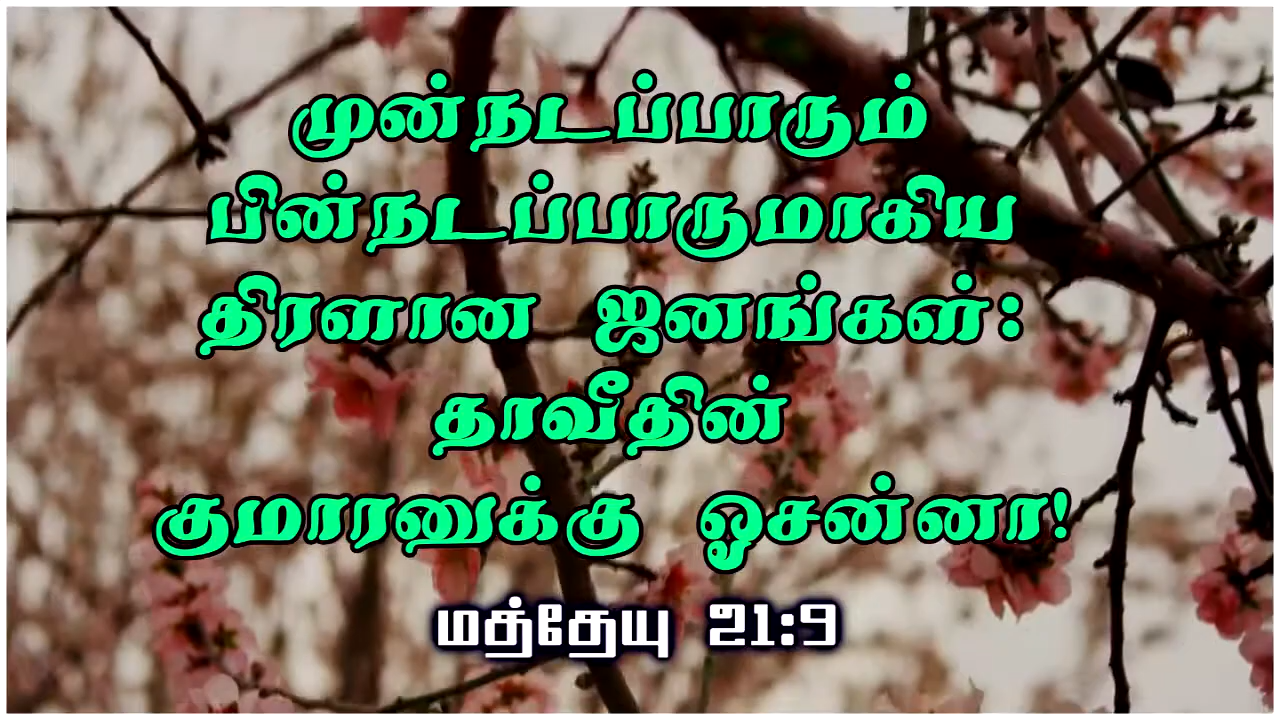 முன்நடப்பாரும்
பின்நடப்பாருமாகிய
திரளான ஜனங்கள்:
தாவீதின்
குமாரனுக்கு ஓசன்னா!
மத்தேயு 21:9